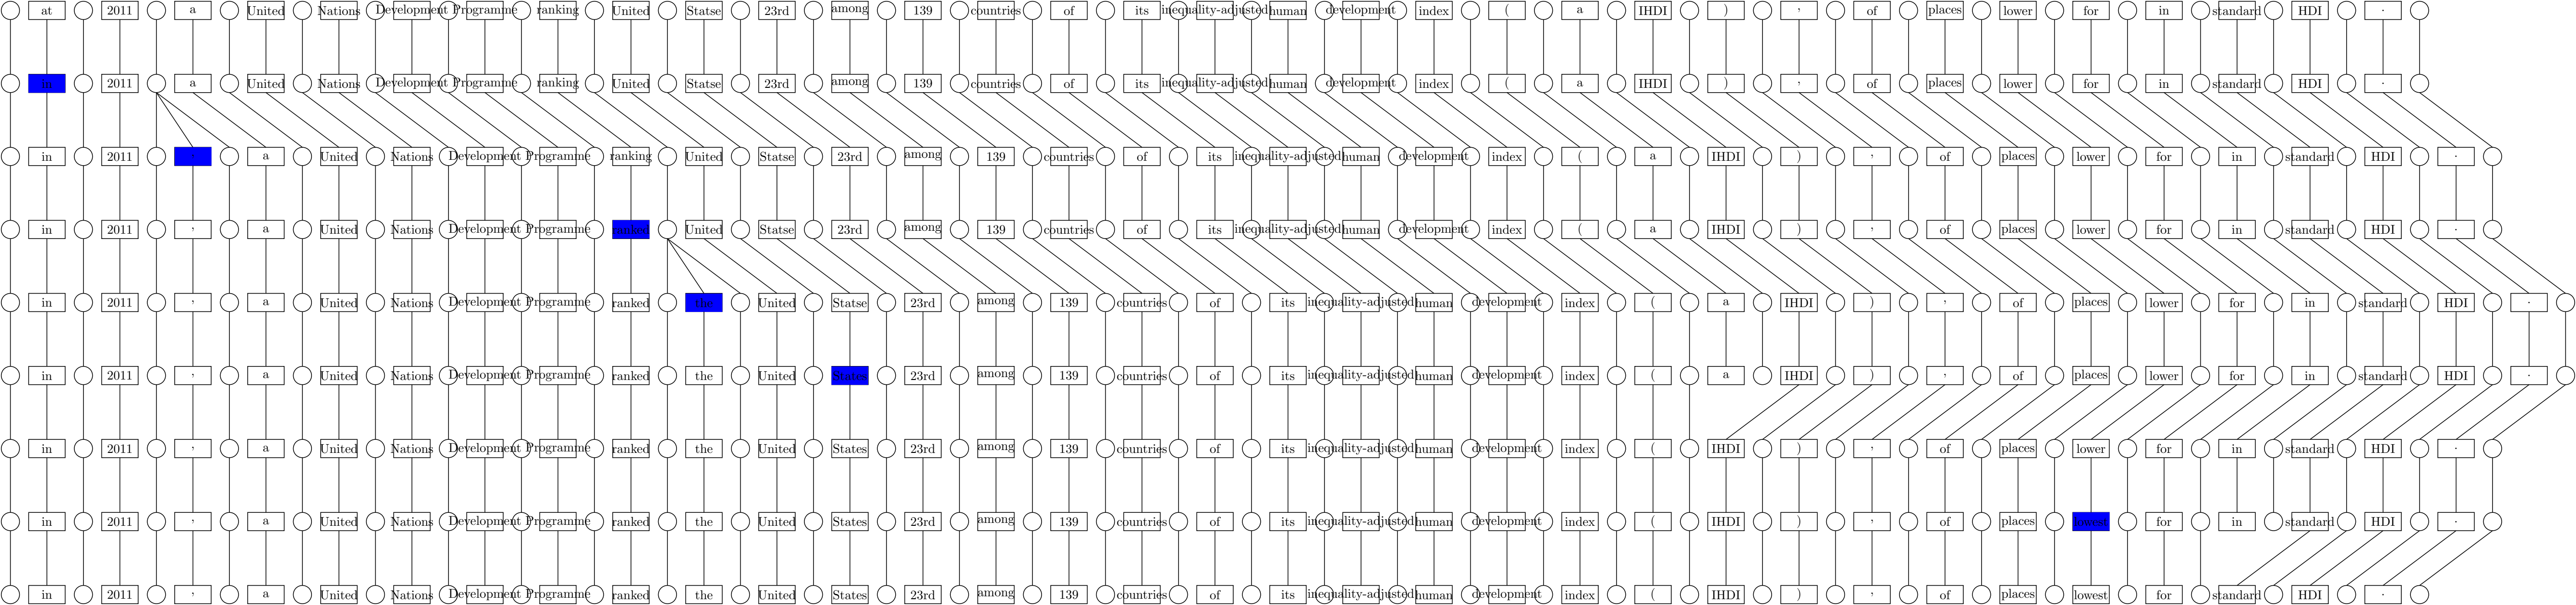 at 2011 a United Nations Development Programme ranking United Statse 23rd among 139 countries of its inequality-adjusted human development index ( a IHDI ) , of places lower for in standard HDI .
in 2011 a United Nations Development Programme ranking United Statse 23rd among 139 countries of its inequality-adjusted human development index ( a IHDI ) , of places lower for in standard HDI .
in 2011 , a United Nations Development Programme ranking United Statse 23rd among 139 countries of its inequality-adjusted human development index ( a IHDI ) , of places lower for in standard HDI .
in 2011 , a United Nations Development Programme ranked United Statse 23rd among 139 countries of its inequality-adjusted human development index ( a IHDI ) , of places lower for in standard HDI .
in 2011 , a United Nations Development Programme ranked the United Statse 23rd among 139 countries of its inequality-adjusted human development index ( a IHDI ) , of places lower for in standard HDI .
in 2011 , a United Nations Development Programme ranked the United States 23rd among 139 countries of its inequality-adjusted human development index ( a IHDI ) , of places lower for in standard HDI .
in 2011 , a United Nations Development Programme ranked the United States 23rd among 139 countries of its inequality-adjusted human development index ( IHDI ) , of places lower for in standard HDI .
in 2011 , a United Nations Development Programme ranked the United States 23rd among 139 countries of its inequality-adjusted human development index ( IHDI ) , of places lowest for in standard HDI .
in 2011 , a United Nations Development Programme ranked the United States 23rd among 139 countries of its inequality-adjusted human development index ( IHDI ) , of places lowest for standard HDI .